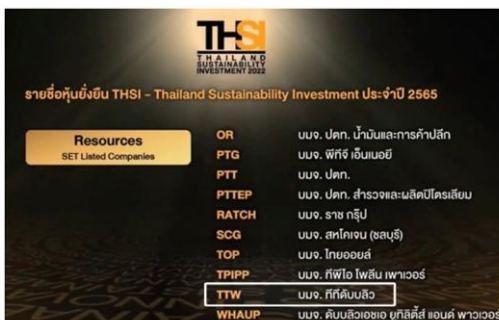 THSI
THAILAND
SUSTAINABILITY
INVESTMENT 2022
รายชื่อหุ้นยั่งยืน THSI – Thailand Sustainability Investment ประจำปี 2565
Resources
SET Listed Companies
OR บมจ. ปตท. น้ำมันและการค้าปลีก
PTG บมจ. พีทีจี เอ็นเนอยี
PTT บมจ. ปตท.
PTTEP บมจ. ปตท. สำรวจและผลิตปิโตรเลียม
RATCH บมจ. ราช กรุ๊ป
SCG บมจ. สหโคเจน (ชลบุรี)
TOP บมจ. ไทยออยล์
TPIPP บมจ. ทีพีไอ โพลีน เพาเวอร์
TTW บมจ. ทีทีดับบลิว
WHAUP บมจ. ดับบลิวเอชเอ ยูทิลิตี้ส์ แอนด์ พาวเวอร์